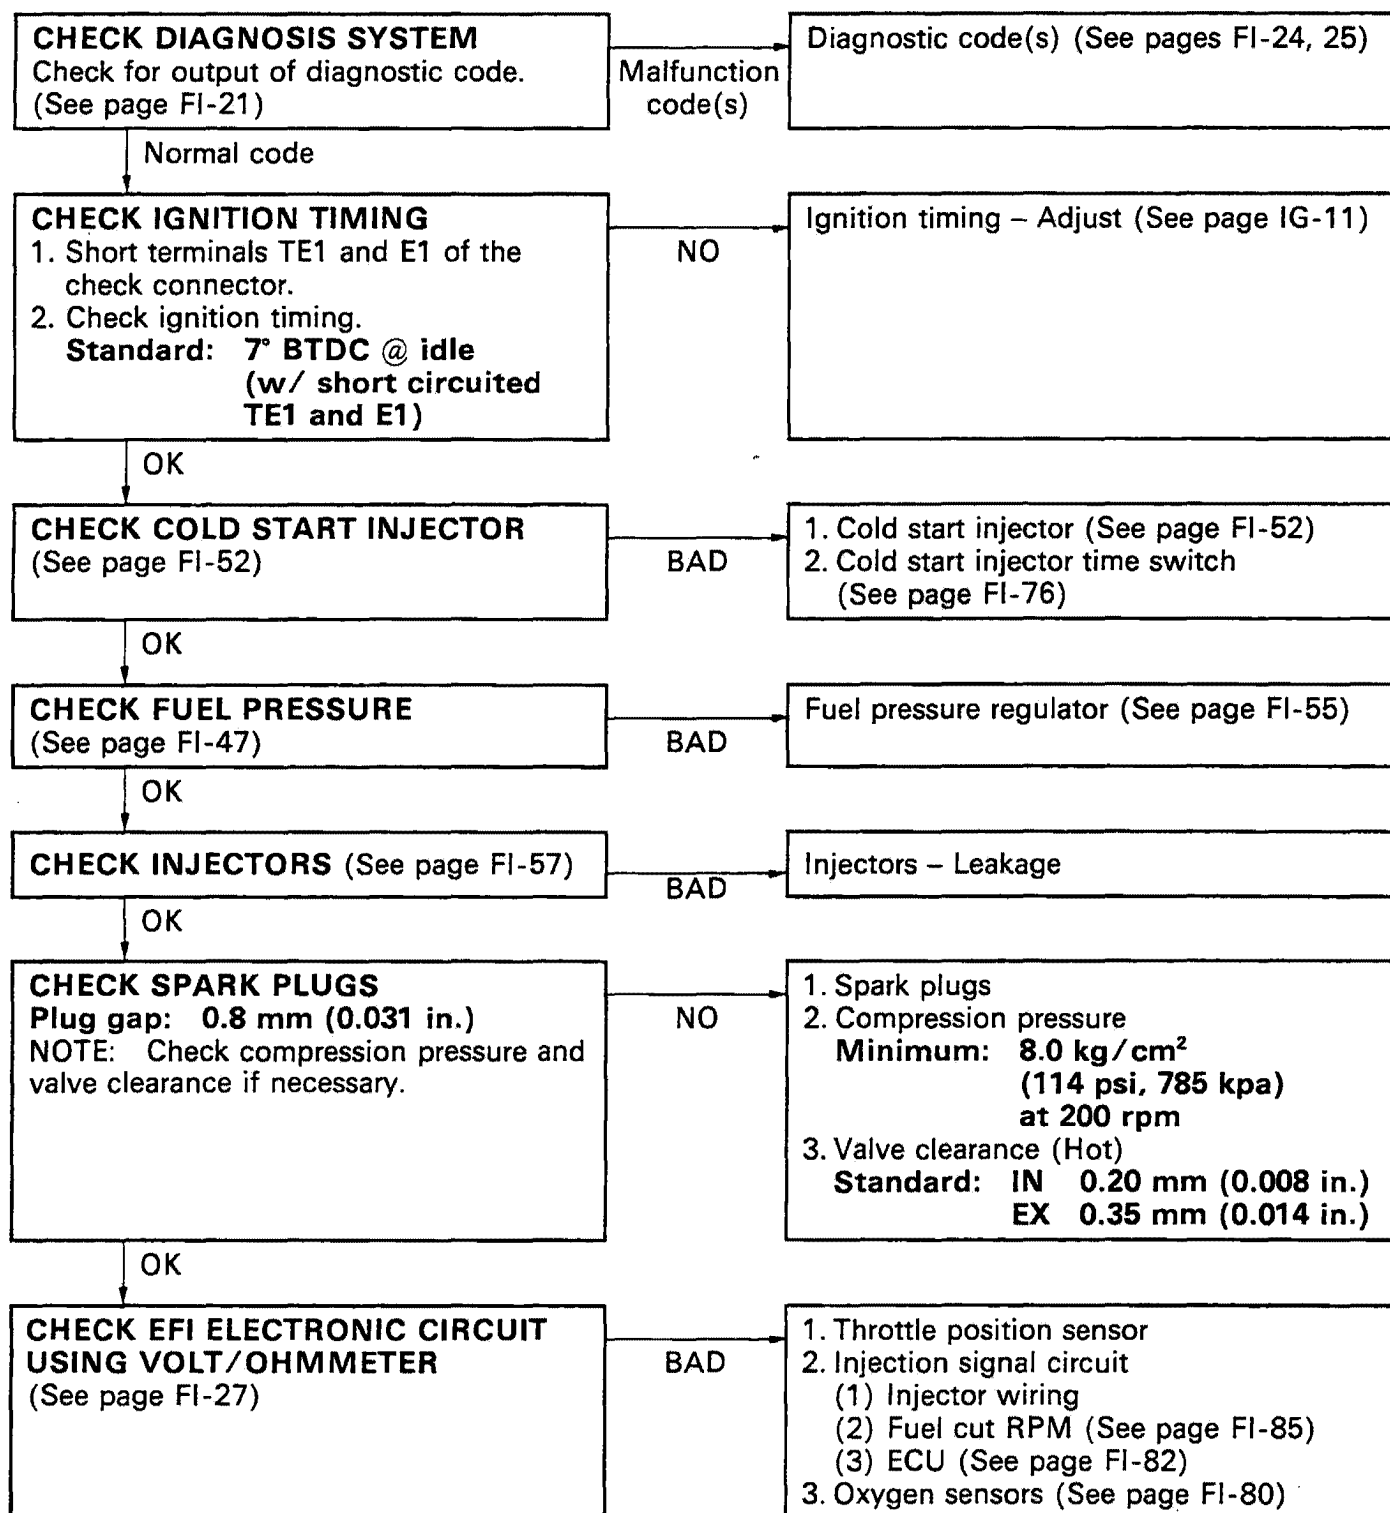 CHECK DIAGNOSIS SYSTEM
Check for output of diagnostic code.
(See page FI-21)
Malfunction
code(s)
Diagnostic code(s) (See pages FI-24, 25)
Normal code
CHECK IGNITION TIMING
1. Short terminals TE1 and E1 of the
check connector.
2. Check ignition timing.
Standard: 7° BTDC @ idle
(w/ short circuited
TE1 and E1)
NO
Ignition timing – Adjust (See page IG-11)
OK
CHECK COLD START INJECTOR
(See page FI-52)
BAD
1. Cold start injector (See page FI-52)
2. Cold start injector time switch
(See page FI-76)
OK
CHECK FUEL PRESSURE
(See page FI-47)
BAD
Fuel pressure regulator (See page FI-55)
OK
CHECK INJECTORS (See page FI-57)
BAD
Injectors – Leakage
OK
CHECK SPARK PLUGS
Plug gap: 0.8 mm (0.031 in.)
NOTE: Check compression pressure and
valve clearance if necessary.
NO
1. Spark plugs
2. Compression pressure
Minimum: 8.0 kg/cm²
(114 psi, 785 kpa)
at 200 rpm
3. Valve clearance (Hot)
Standard: IN 0.20 mm (0.008 in.)
EX 0.35 mm (0.014 in.)
OK
CHECK EFI ELECTRONIC CIRCUIT
USING VOLT/OHMMETER
(See page FI-27)
BAD
1. Throttle position sensor
2. Injection signal circuit
(1) Injector wiring
(2) Fuel cut RPM (See page FI-85)
(3) ECU (See page FI-82)
3. Oxygen sensors (See page FI-80)